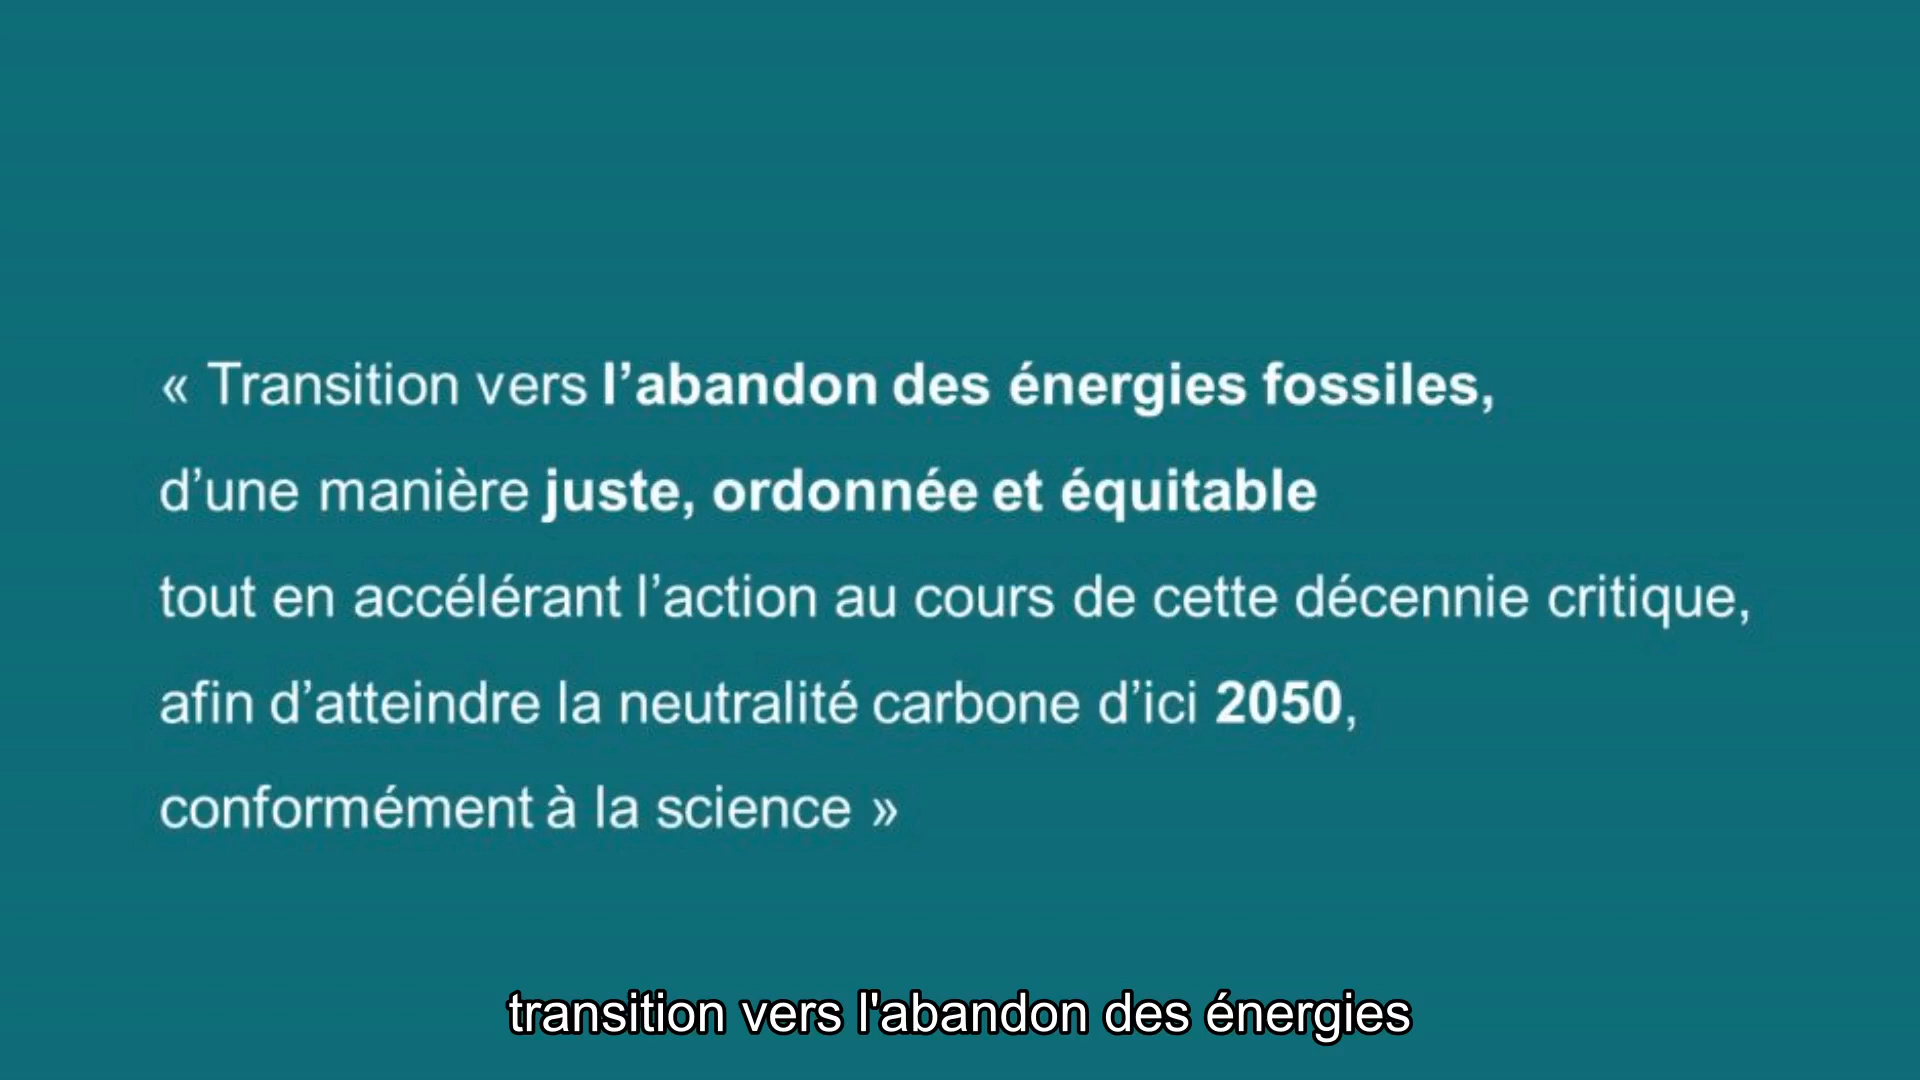 « Transition vers l’abandon des énergies fossiles,
d’une manière juste, ordonnée et équitable
tout en accélérant l’action au cours de cette décennie critique,
afin d’atteindre la neutralité carbone d’ici 2050,
conformément à la science »
transition vers l'abandon des énergies